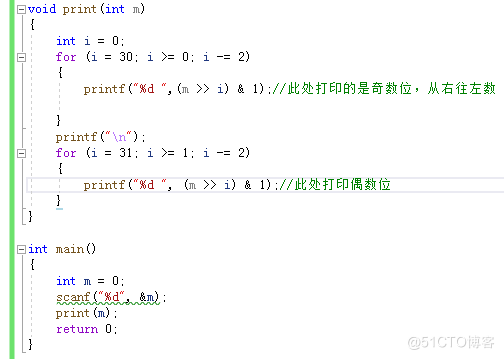 void print(int m)
{
int i = 0;
for (i = 30; i >= 0; i -= 2)
{
printf("%d ",(m >> i) & 1);//此处打印的是奇数位，从右往左数
}
printf("\n");
for (i = 31; i >= 1; i -= 2)
{
printf("%d ", (m >> i) & 1);//此处打印偶数位
}
}
int main()
{
int m = 0;
scanf("%d", &m);
print(m);
return 0;
}
@51CTO博客